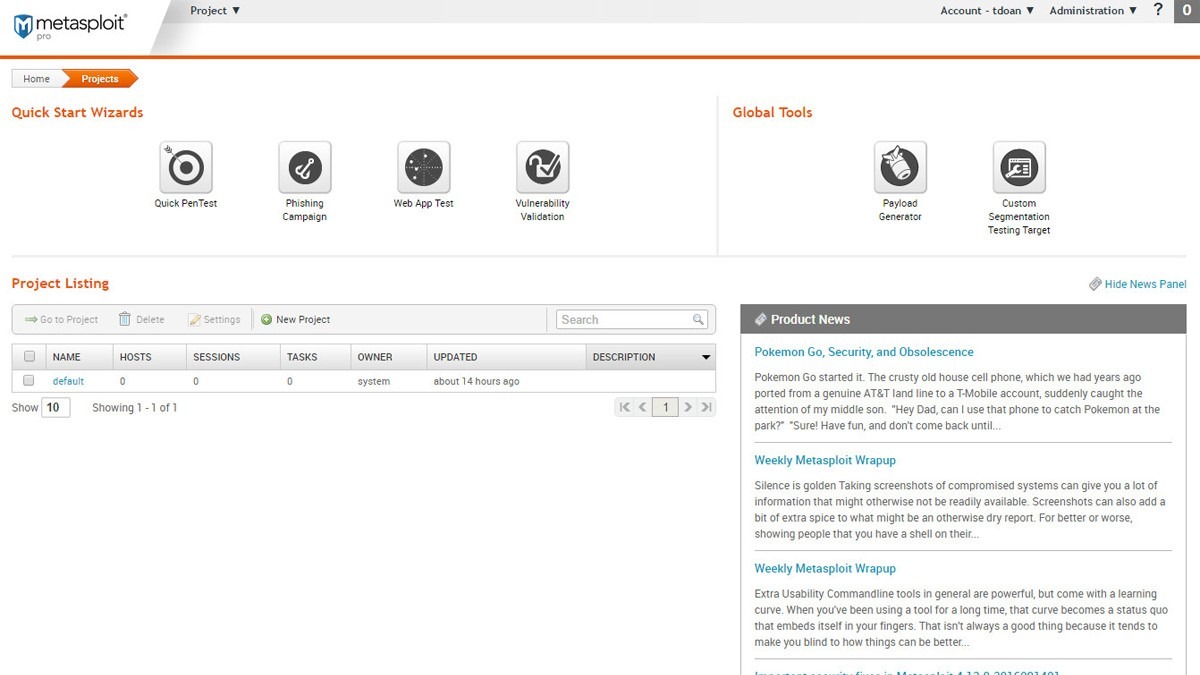 metasploit®
pro
Project ▼
Account - tdoan ▼
Administration ▼
?
0
Home
Projects
Quick Start Wizards
Quick PenTest
Phishing
Campaign
Web App Test
Vulnerability
Validation
Global Tools
Payload
Generator
Custom
Segmentation
Testing Target
Project Listing
Hide News Panel
Go to Project
Delete
Settings
New Project
Search
NAME HOSTS SESSIONS TASKS OWNER UPDATED DESCRIPTION
default 0 0 0 system about 14 hours ago
Show 10 Showing 1 - 1 of 1
1
Product News
Pokemon Go, Security, and Obsolescence
Pokemon Go started it. The crusty old house cell phone, which we had years ago
ported from a genuine AT&T land line to a T-Mobile account, suddenly caught the
attention of my middle son. "Hey Dad, can I use that phone to catch Pokemon at the
park?" "Sure! Have fun, and don't come back until...
Weekly Metasploit Wrapup
Silence is golden Taking screenshots of compromised systems can give you a lot of
information that might otherwise not be readily available. Screenshots can also add a
bit of extra spice to what might be an otherwise dry report. For better or worse,
showing people that you have a shell on their...
Weekly Metasploit Wrapup
Extra Usability Commandline tools in general are powerful, but come with a learning
curve. When you've been using a tool for a long time, that curve becomes a status quo
that embeds itself in your fingers. That isn't always a good thing because it tends to
make you blind to how things can be better...